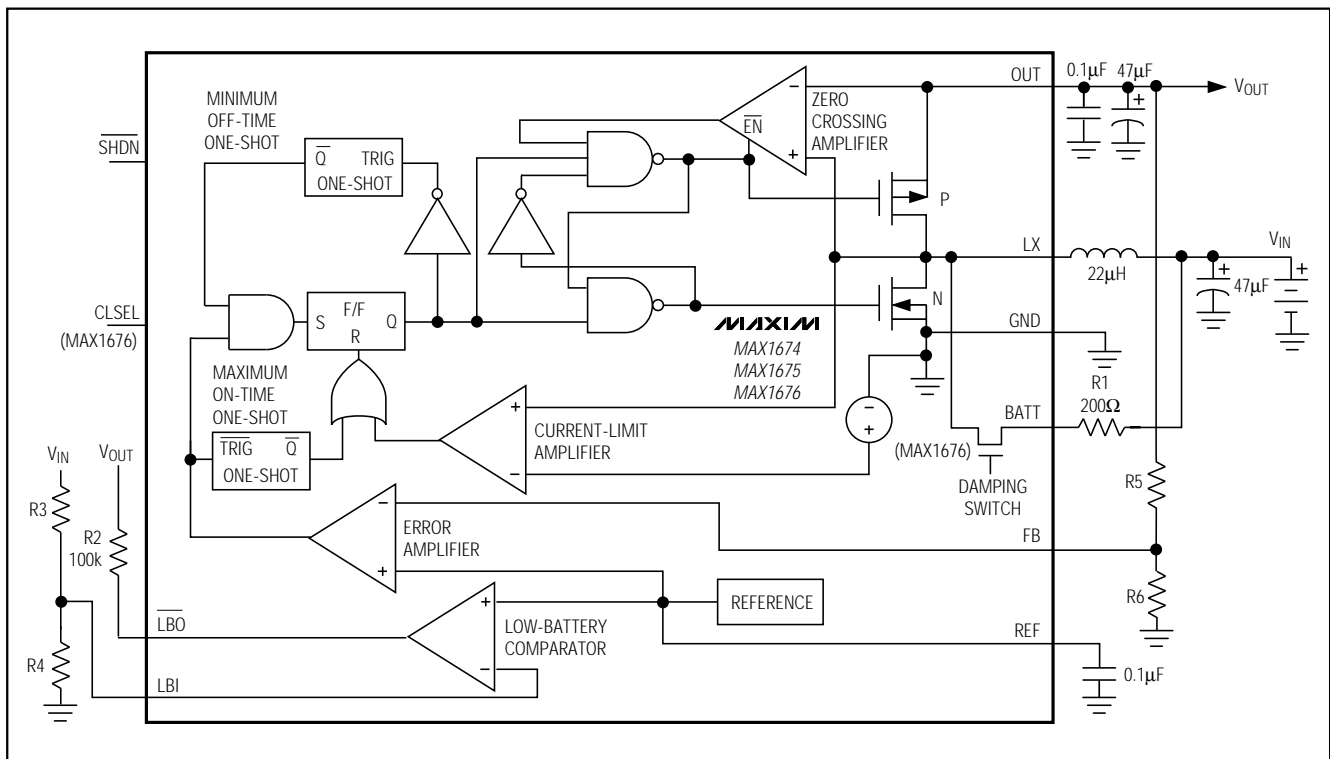 MINIMUM
OFF-TIME
ONE-SHOT
SHDN
Q TRIG
ONE-SHOT
EN
−
+
ZERO
CROSSING
AMPLIFIER
OUT
0.1µF
47µF
+
VOUT
P
LX
22µH
VIN
+
47µF
+
CLSEL
(MAX1676)
S
F/F
R
Q
N
GND
MAXIM
MAX1674
MAX1675
MAX1676
MAXIMUM
ON-TIME
ONE-SHOT
TRIG Q
ONE-SHOT
+
−
CURRENT-LIMIT
AMPLIFIER
−
+
(MAX1676)
BATT
R1
200Ω
DAMPING
SWITCH
VIN
VOUT
R3
R2
100k
R4
−
+
ERROR
AMPLIFIER
FB
R5
R6
LBO
LBI
+
−
LOW-BATTERY
COMPARATOR
REFERENCE
REF
0.1µF